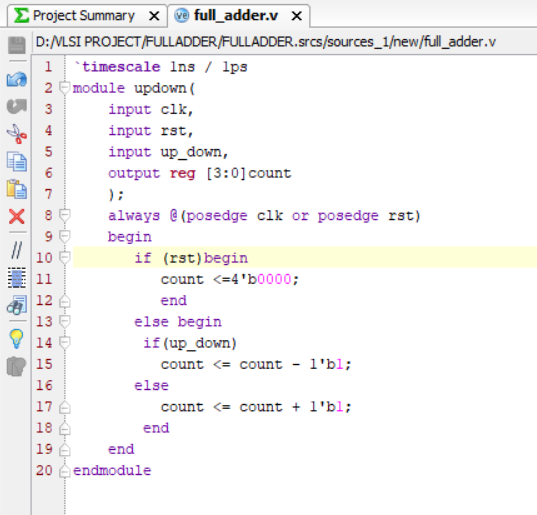 Project Summary × full_adder.v ×
D:/VLSI PROJECT/FULLADDER/FULLADDER.srcs/sources_1/new/full_adder.v
1 `timescale 1ns / 1ps
2 module updown(
3 input clk,
4 input rst,
5 input up_down,
6 output reg [3:0]count
7 );
8 always @(posedge clk or posedge rst)
9 begin
10 if (rst)begin
11 count <=4'b0000;
12 end
13 else begin
14 if(up_down)
15 count <= count - 1'b1;
16 else
17 count <= count + 1'b1;
18 end
19 end
20 endmodule